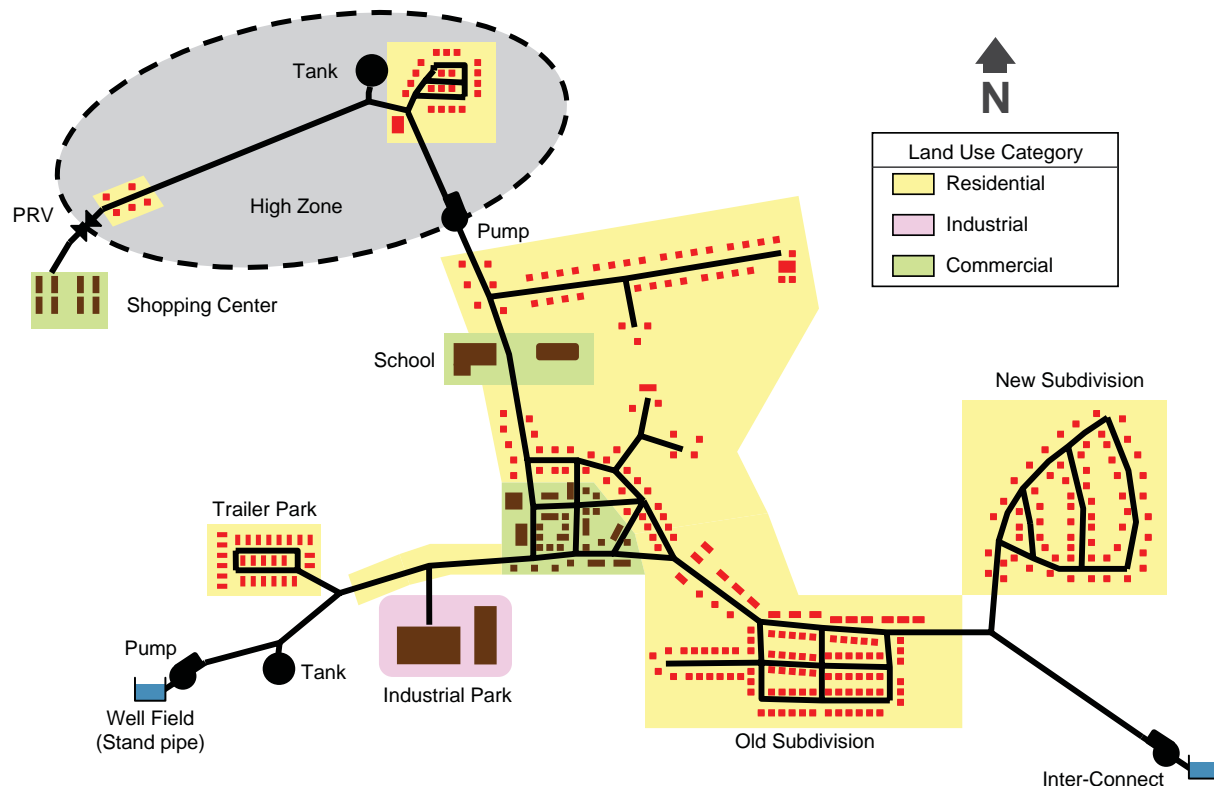 Tank
N
Land Use Category
Residential
Industrial
Commercial
High Zone
PRV
Pump
Shopping Center
School
New Subdivision
Trailer Park
Pump
Tank
Industrial Park
Well Field
(Stand pipe)
Old Subdivision
Inter-Connect